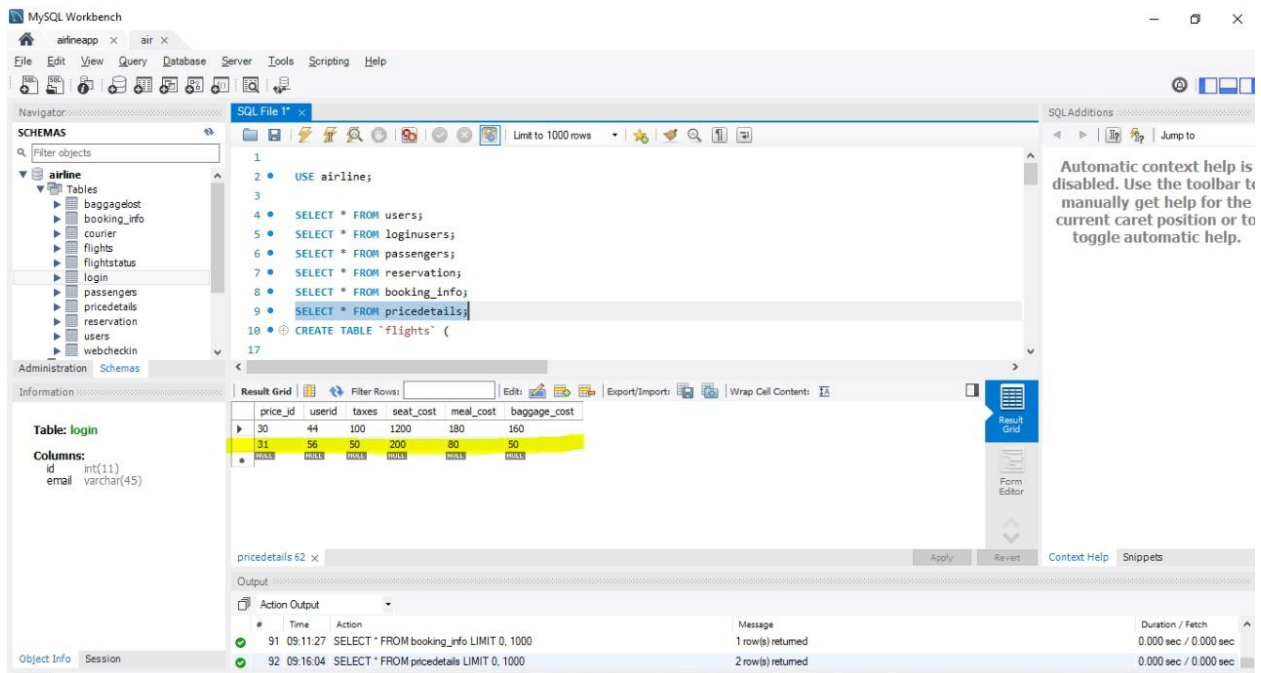 MySQL Workbench
airlineapp × air ×
File Edit View Query Database Server Tools Scripting Help
Navigator
SCHEMAS
Filter objects
airline
Tables
baggagelost
booking_info
courier
flights
flightstatus
login
passengers
pricedetails
reservation
users
webcheckin
Administration Schemas
Information
Table: login
Columns:
id int(11)
email varchar(45)
Object Info Session
SQL File 1* ×
Limit to 1000 rows
1
2 USE airline;
3
4 SELECT * FROM users;
5 SELECT * FROM loginusers;
6 SELECT * FROM passengers;
7 SELECT * FROM reservation;
8 SELECT * FROM booking_info;
9 SELECT * FROM pricedetails;
10 CREATE TABLE `flights` (
17
Result Grid Filter Rows: Edit: Export/Import: Wrap Cell Content:
price_id userid taxes seat_cost meal_cost baggage_cost
30 44 100 1200 180 160
31 56 50 200 80 50
NULL NULL NULL NULL NULL NULL
Result Grid
Form Editor
pricedetails 62 × Apply Revert
Output
Action Output
# Time Action Message Duration / Fetch
91 09:11:27 SELECT * FROM booking_info LIMIT 0, 1000 1 row(s) returned 0.000 sec / 0.000 sec
92 09:16:04 SELECT * FROM pricedetails LIMIT 0, 1000 2 row(s) returned 0.000 sec / 0.000 sec
SQLAdditions
Jump to
Automatic context help is
disabled. Use the toolbar to
manually get help for the
current caret position or to
toggle automatic help.
Context Help Snippets